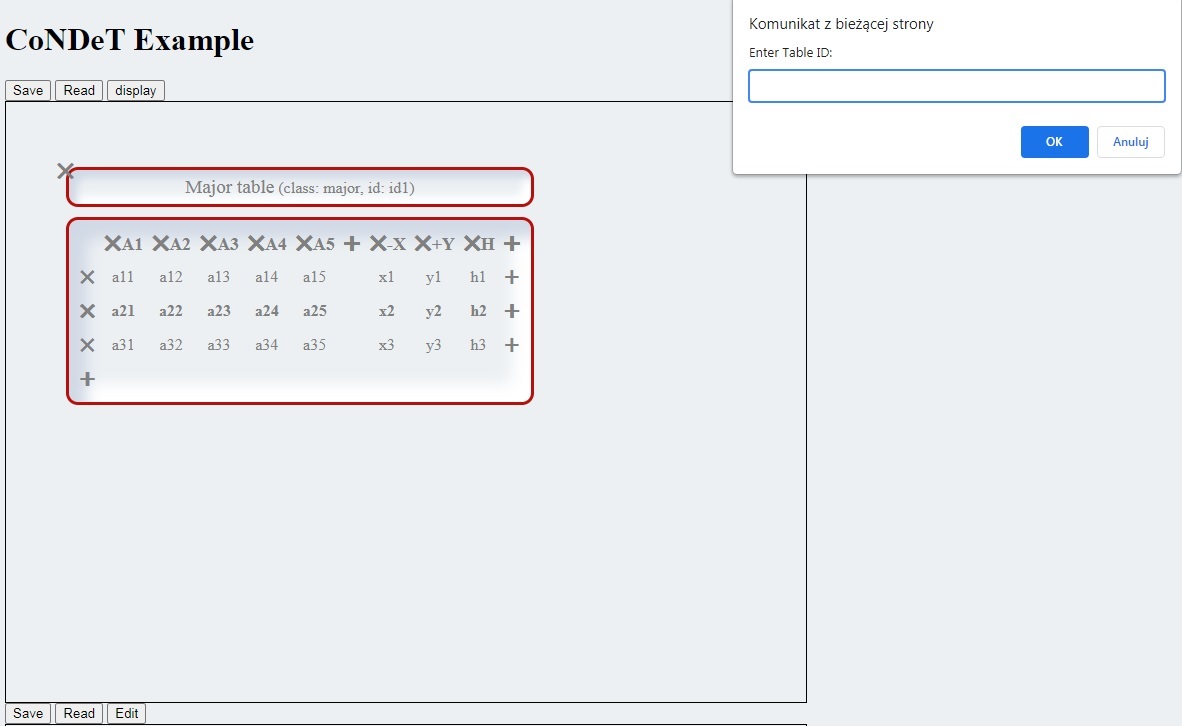 CoNDeT Example
Save Read display
Komunikat z bieżącej strony
Enter Table ID:
OK Anuluj
Major table (class: major, id: id1)
A1 A2 A3 A4 A5 + -X +Y H +
a11 a12 a13 a14 a15 x1 y1 h1 +
a21 a22 a23 a24 a25 x2 y2 h2 +
a31 a32 a33 a34 a35 x3 y3 h3 +
+
Save Read Edit